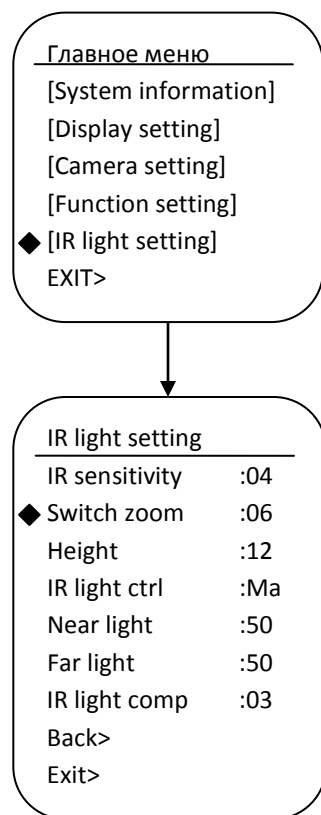 Главное меню
[System information]
[Display setting]
[Camera setting]
[Function setting]
[IR light setting]
EXIT>
IR light setting
IR sensitivity :04
Switch zoom :06
Height :12
IR light ctrl :Ma
Near light :50
Far light :50
IR light comp :03
Back>
Exit>